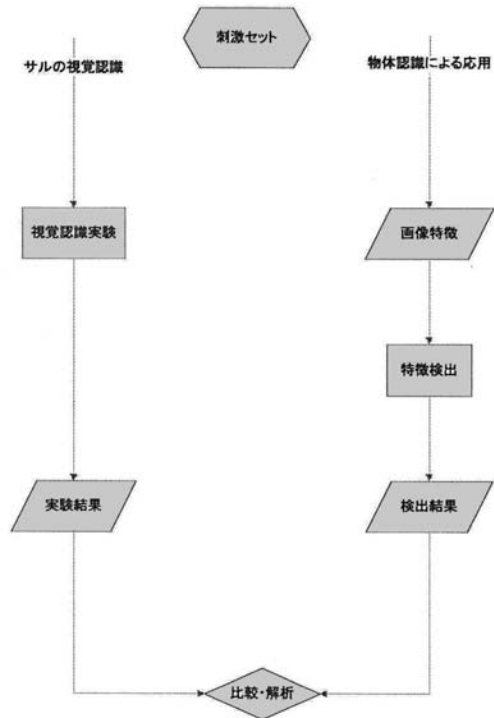 刺激セット
サルの視覚認識
物体認識による応用
視覚認識実験
画像特徴
特徴検出
実験結果
検出結果
比較・解析